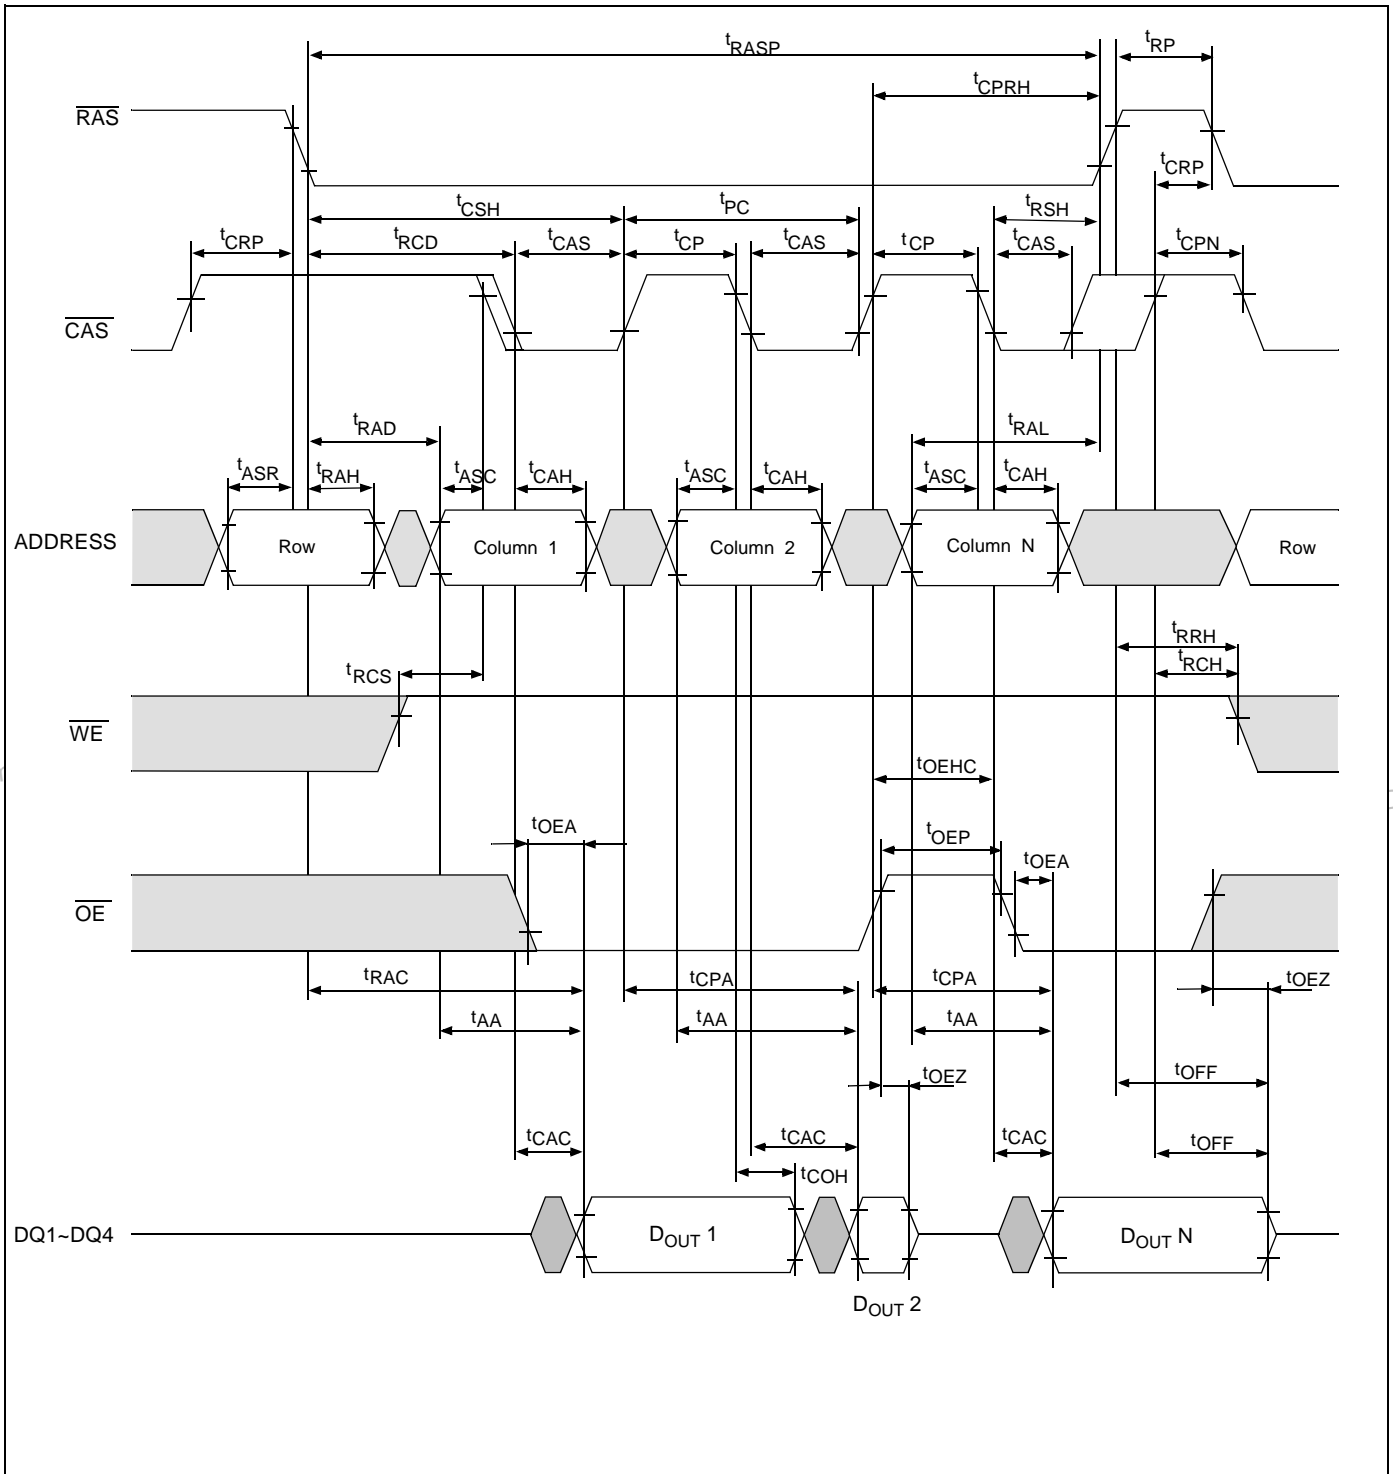 tRASP
tRP
tCPRH
RAS
tCRP
tCSH
tPC
tRSH
tCRP
tRCD
tCAS
tCP
tCAS
tCP
tCAS
tCPN
CAS
tRAD
tRAL
tASR
tRAH
tASC
tCAH
tASC
tCAH
tASC
tCAH
ADDRESS
Row
Column 1
Column 2
Column N
Row
tRRH
tRCS
tRCH
WE
tOEHC
tOEA
tOEP
tOEA
OE
tRAC
tCPA
tCPA
tOEZ
tAA
tAA
tAA
tOEZ
tOFF
tCAC
tCAC
tCAC
tOFF
tCOH
DQ1~DQ4
DOUT 1
DOUT N
DOUT 2